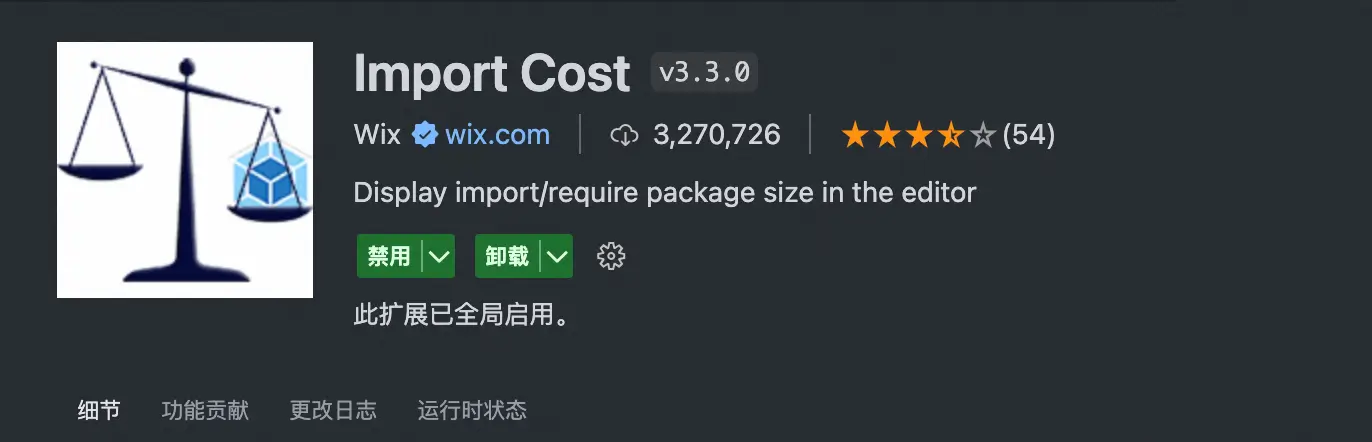 Import Cost v3.3.0
Wix wix.com 3,270,726 (54)
Display import/require package size in the editor
禁用 卸载
此扩展已全局启用。
细节 功能贡献 更改日志 运行时状态